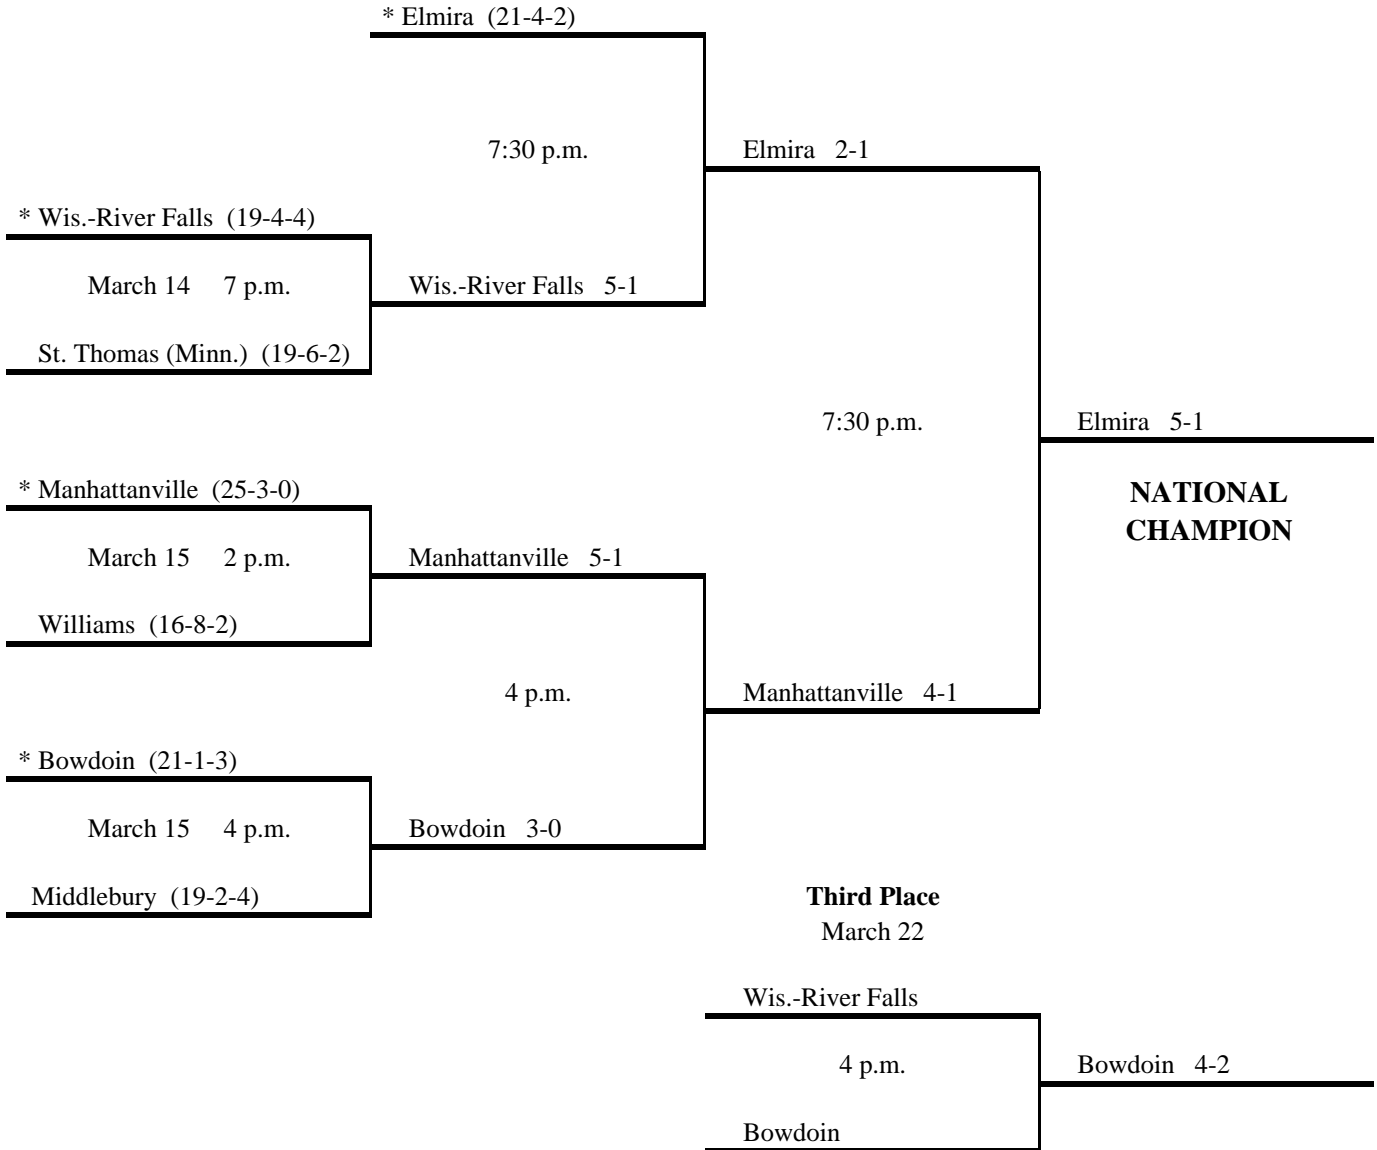 * Elmira (21-4-2)
7:30 p.m.
Elmira 2-1
* Wis.-River Falls (19-4-4)
March 14 7 p.m.
Wis.-River Falls 5-1
St. Thomas (Minn.) (19-6-2)
7:30 p.m.
Elmira 5-1
* Manhattanville (25-3-0)
NATIONAL
CHAMPION
March 15 2 p.m.
Manhattanville 5-1
Williams (16-8-2)
4 p.m.
Manhattanville 4-1
* Bowdoin (21-1-3)
March 15 4 p.m.
Bowdoin 3-0
Middlebury (19-2-4)
Third Place
March 22
Wis.-River Falls
4 p.m.
Bowdoin 4-2
Bowdoin